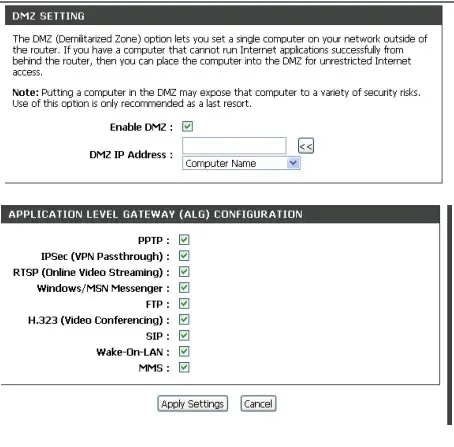 DMZ SETTING
The DMZ (Demilitarized Zone) option lets you set a single computer on your network outside of
the router. If you have a computer that cannot run Internet applications successfully from
behind the router, then you can place the computer into the DMZ for unrestricted Internet
access.
Note: Putting a computer in the DMZ may expose that computer to a variety of security risks.
Use of this option is only recommended as a last resort.
Enable DMZ :
DMZ IP Address : <<
Computer Name
APPLICATION LEVEL GATEWAY (ALG) CONFIGURATION
PPTP :
IPSec (VPN Passthrough) :
RTSP (Online Video Streaming) :
Windows/MSN Messenger :
FTP :
H.323 (Video Conferencing) :
SIP :
Wake-On-LAN :
MMS :
Apply Settings Cancel